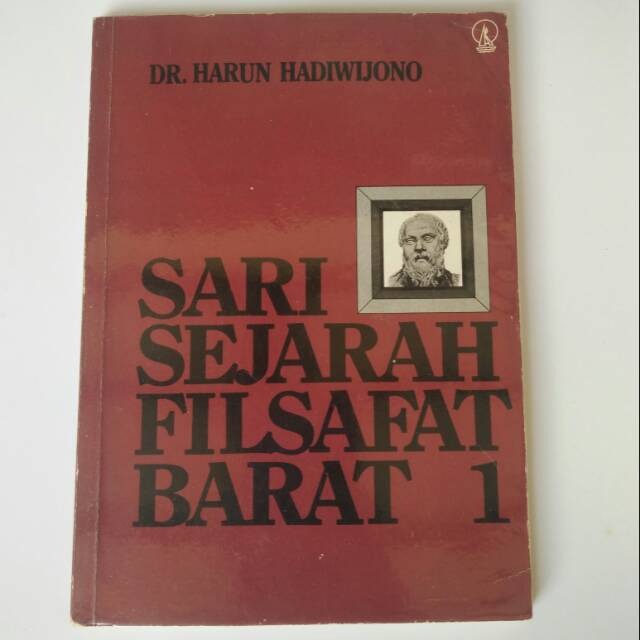 DR. HARUN HADIWIJONO
SARI
SEJARAH
FILSAFAT
BARAT 1